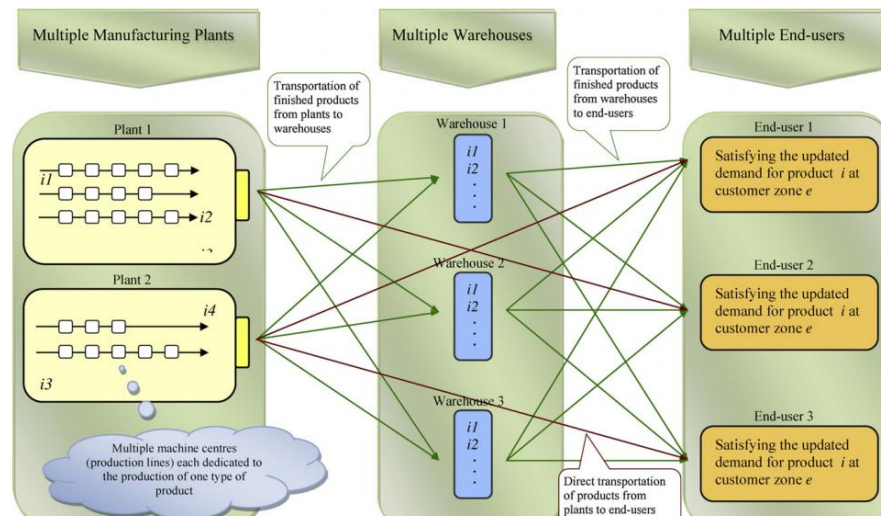 Multiple Manufacturing Plants
Multiple Warehouses
Multiple End-users
Transportation of
finished products
from plants to
warehouses
Transportation of
finished products
from warehouses
to end-users
Plant 1
i1
i2
Plant 2
i4
i3
Multiple machine centres
(production lines) each dedicated to
the production of one type of
product
Warehouse 1
i1
i2
Warehouse 2
i1
i2
Warehouse 3
i1
i2
Direct transportation
of products from
plants to end-users
End-user 1
Satisfying the updated
demand for product i at
customer zone e
End-user 2
Satisfying the updated
demand for product i at
customer zone e
End-user 3
Satisfying the updated
demand for product i at
customer zone e